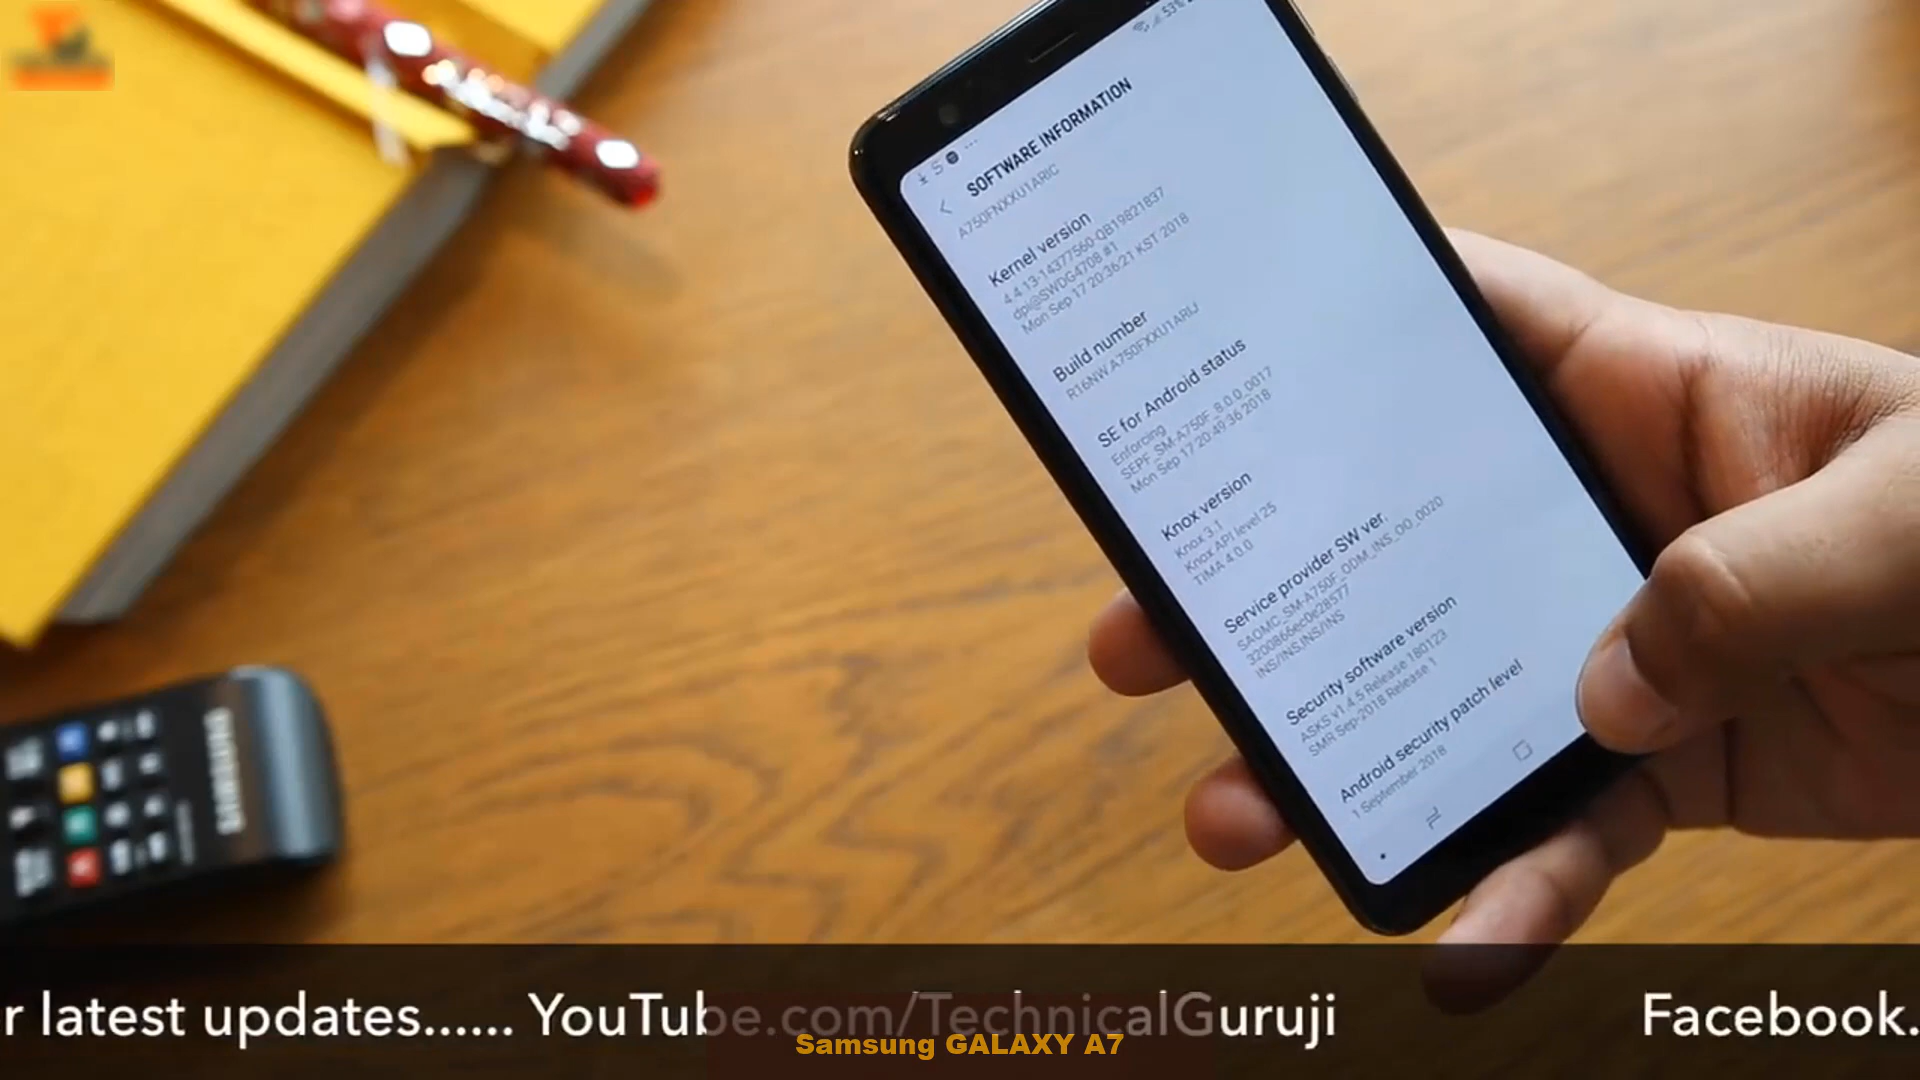 53%
SOFTWARE INFORMATION
A750FNXXU1ARIC
Kernel version
4.4.13-14377560-QB19821837
dpi@SWDG4708 #1
Mon Sep 17 20:36:21 KST 2018
Build number
R16NW.A750FXXU1ARIJ
SE for Android status
Enforcing
SEPF_SM-A750F_8.0.0_0017
Mon Sep 17 20:49:36 2018
Knox version
Knox 3.1
Knox API level 25
TIMA 4.0.0
Service provider SW ver.
SAOMC_SM-A750F_ODM_INS_OO_0020
3200866ec0e28577
INS/INS,INS/INS
Security software version
ASKS v1.4.5 Release 180123
SMR Sep-2018 Release 1
Android security patch level
1 September 2018
SAMSUNG
r latest updates...... YouTube.com/TechnicalGuruji Facebook.
Samsung GALAXY A7